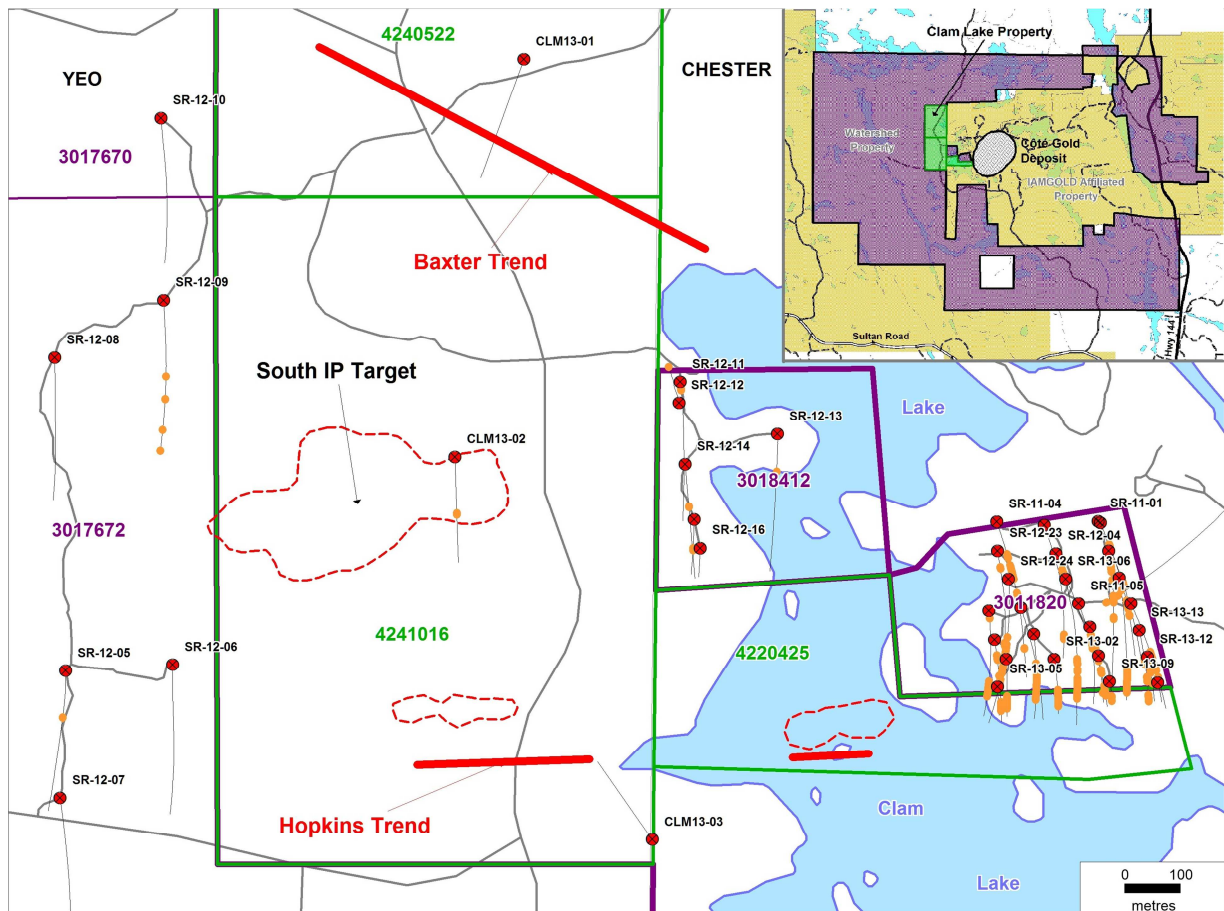 4240522
CLM13-01
YEO
CHESTER
SR-12-10
3017670
Baxter Trend
SR-12-09
SR-12-08
South IP Target
CLM13-02
3017672
4241016
SR-12-05
SR-12-06
SR-12-07
Hopkins Trend
CLM13-03
SR-12-11
SR-12-12
SR-12-13
SR-12-14
3018412
SR-12-16
Lake
4220425
SR-11-04
SR-11-01
SR-12-23
SR-12-04
SR-12-24
SR-13-06
SR-11-05
3011820
SR-13-13
SR-13-12
SR-13-02
SR-13-05
SR-13-09
Clam
Lake
Clam Lake Property
Watershed
Property
Côté Gold
Deposit
IAMGOLD Affiliated
Property
Sultan Road
Hwy 144
0 100
metres